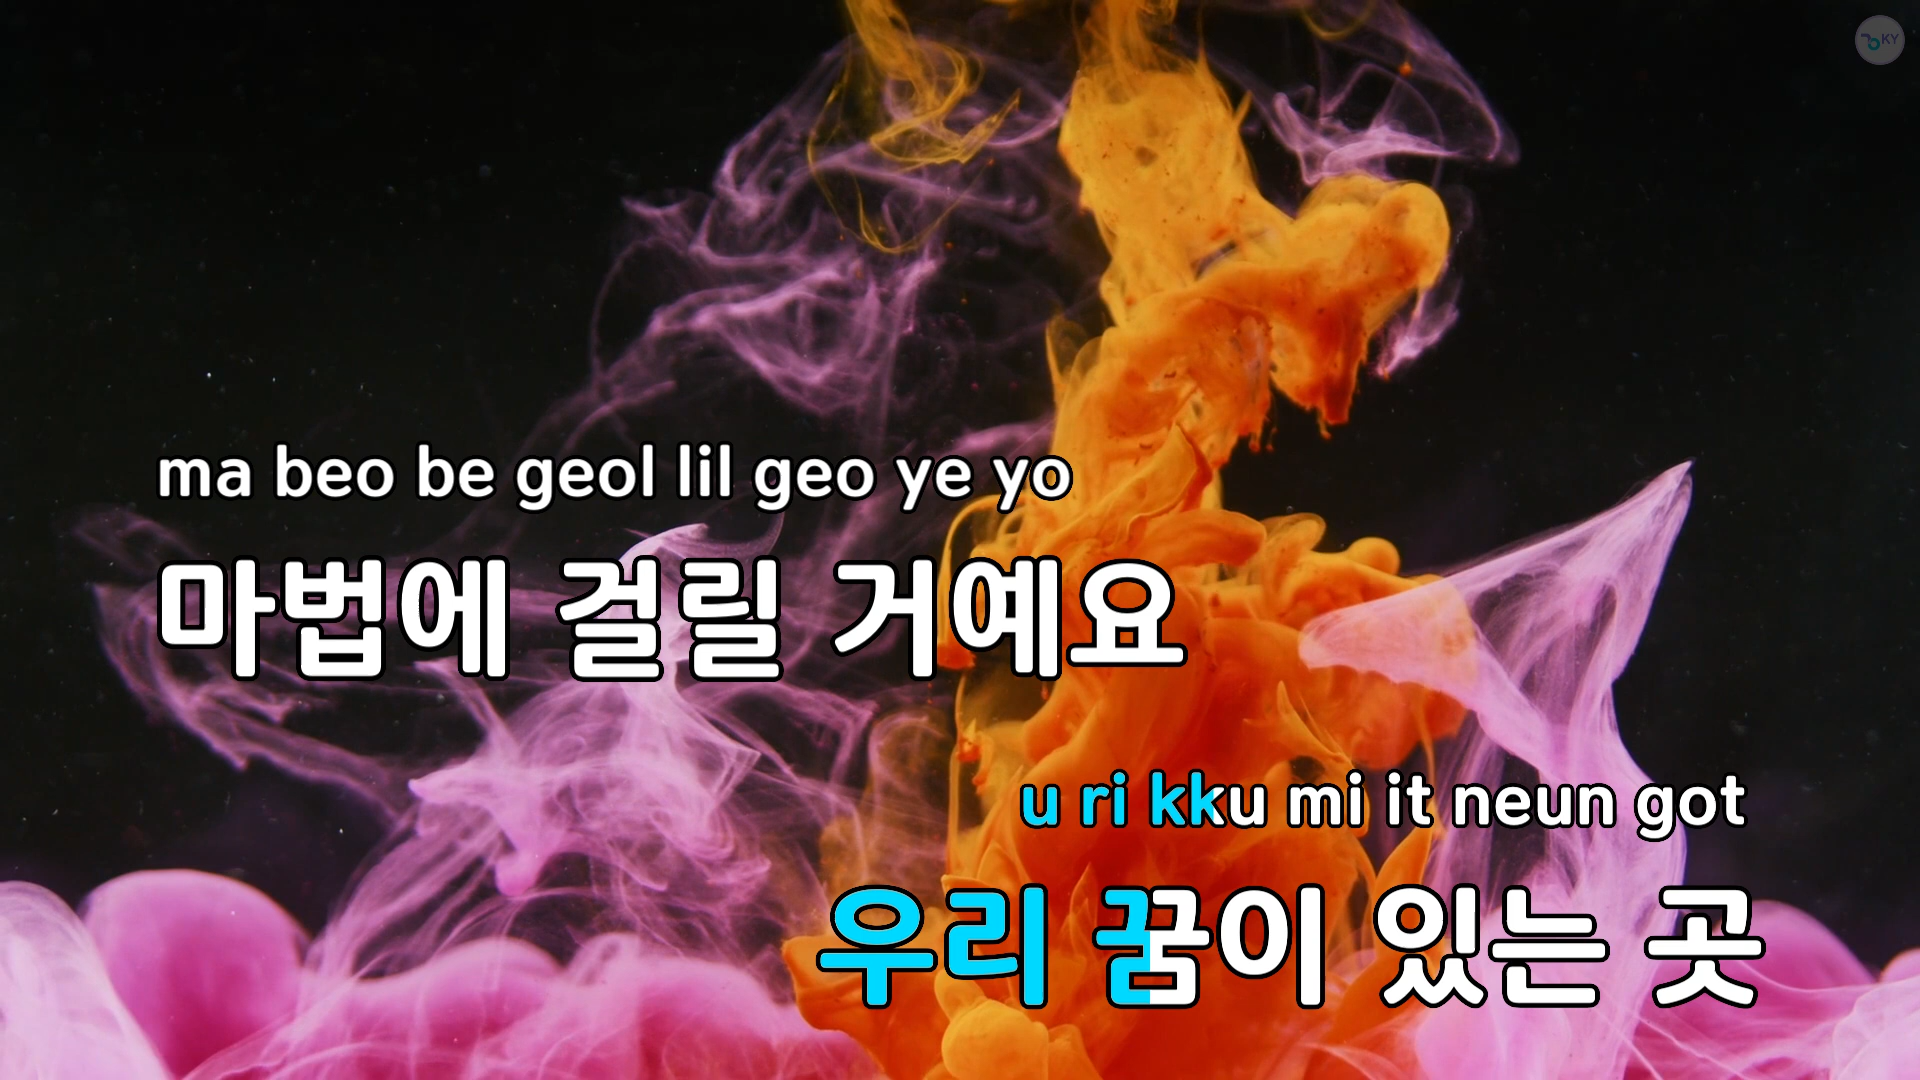 KY
ma beo be geol lil geo ye yo
마법에 걸릴 거예요
u ri kku mi it neun got
우리 꿈이 있는 곳